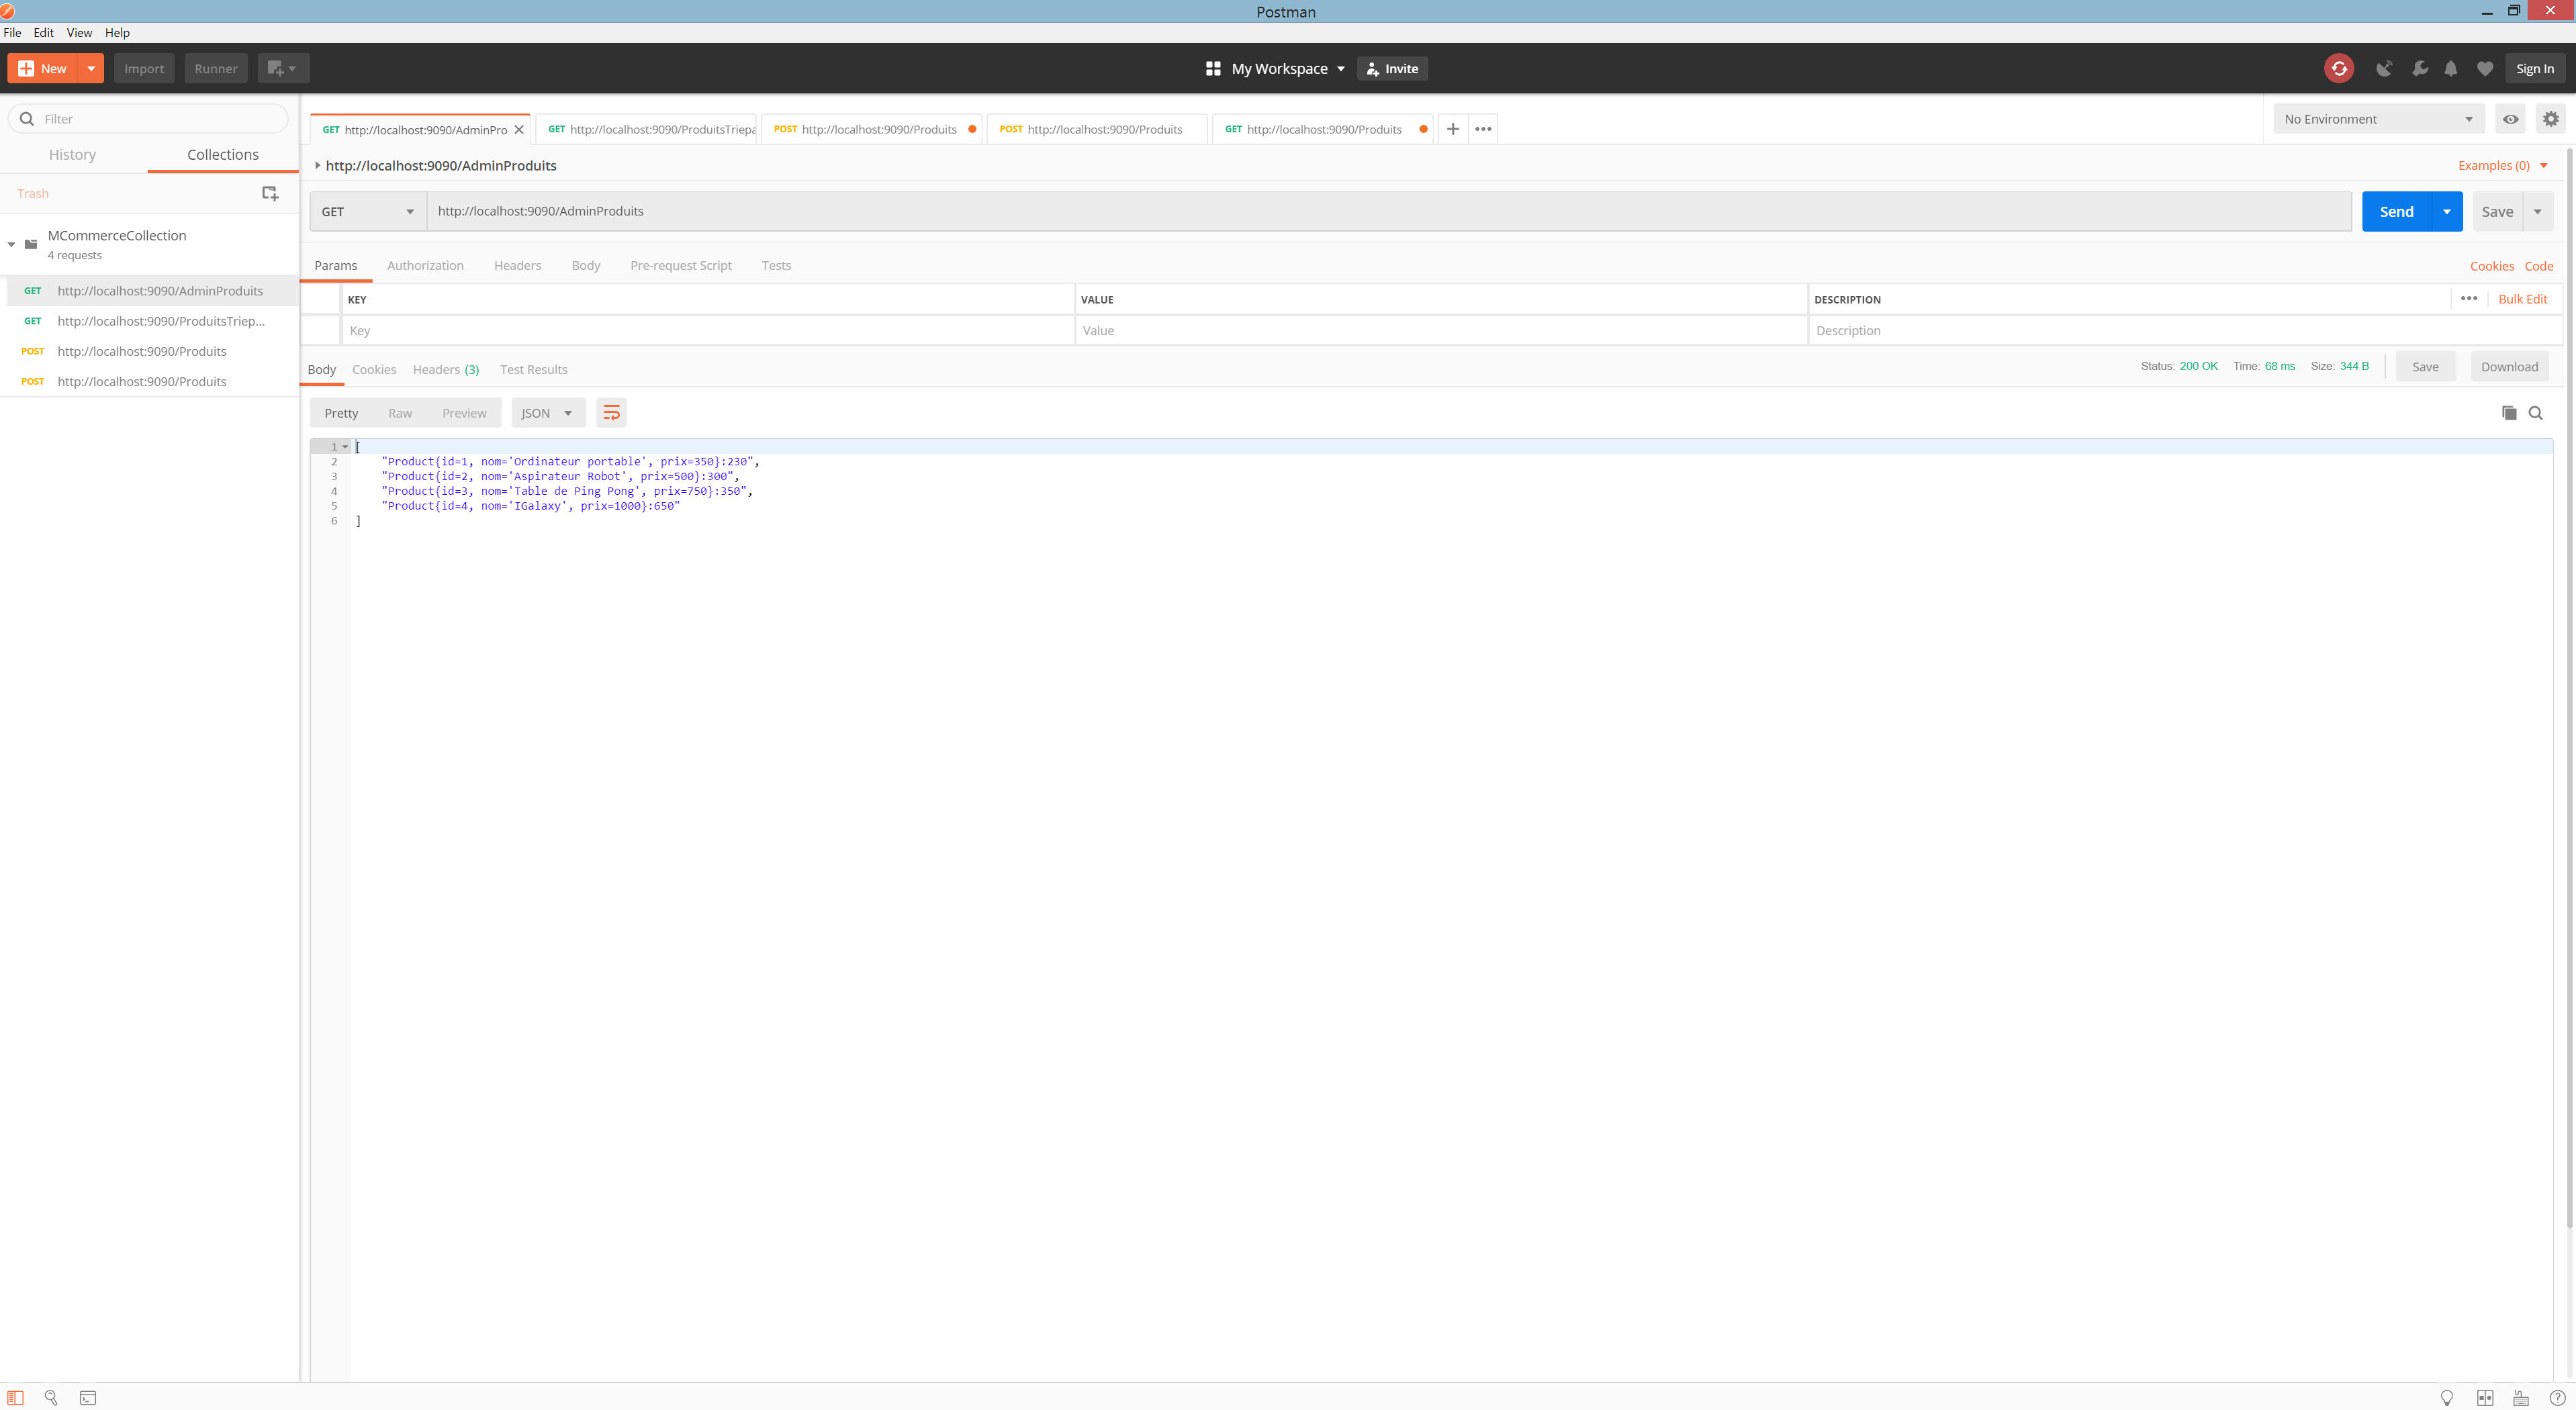 Postman
File Edit View Help
New Import Runner My Workspace Invite Sign In
Filter
History Collections
Trash
MCommerceCollection
4 requests
GET http://localhost:9090/AdminProduits
GET http://localhost:9090/ProduitsTriep...
POST http://localhost:9090/Produits
POST http://localhost:9090/Produits
GET http://localhost:9090/AdminPro GET http://localhost:9090/ProduitsTriepa POST http://localhost:9090/Produits POST http://localhost:9090/Produits GET http://localhost:9090/Produits No Environment
http://localhost:9090/AdminProduits Examples (0)
GET http://localhost:9090/AdminProduits Send Save
Params Authorization Headers Body Pre-request Script Tests Cookies Code
KEY VALUE DESCRIPTION Bulk Edit
Key Value Description
Body Cookies Headers (3) Test Results Status: 200 OK Time: 68 ms Size: 344 B Save Download
Pretty Raw Preview JSON
1 [
2 "Product{id=1, nom='Ordinateur portable', prix=350}:230",
3 "Product{id=2, nom='Aspirateur Robot', prix=500}:300",
4 "Product{id=3, nom='Table de Ping Pong', prix=750}:350",
5 "Product{id=4, nom='IGalaxy', prix=1000}:650"
6 ]